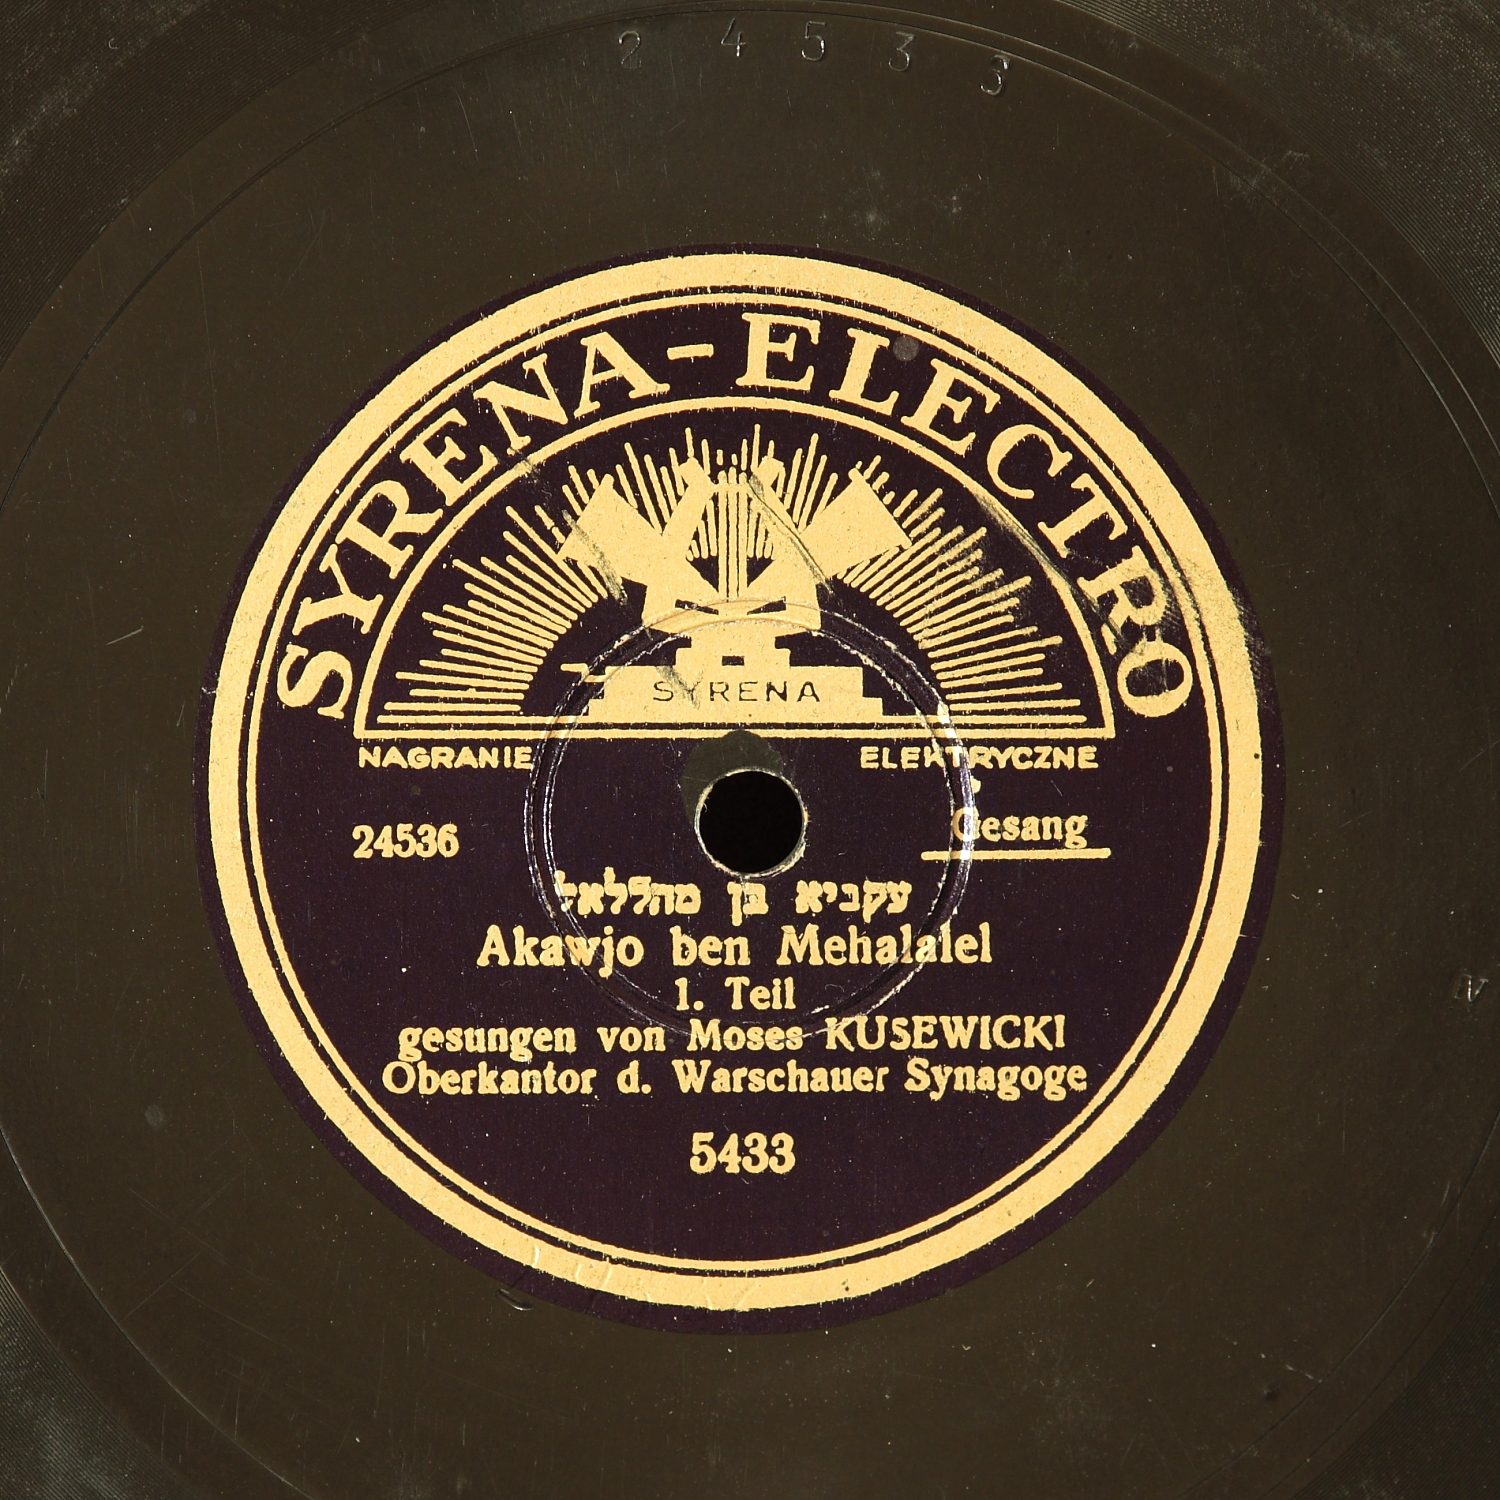 2 4 5 3 3
SYRENA-ELECTRO
SYRENA
NAGRANIE ELEKTRYCZNE
24536
Gesang
עקביא בן מהללאל
Akawjo ben Mehalalel
1. Teil
gesungen von Moses KUSEWICKI
Oberkantor d. Warschauer Synagoge
5433